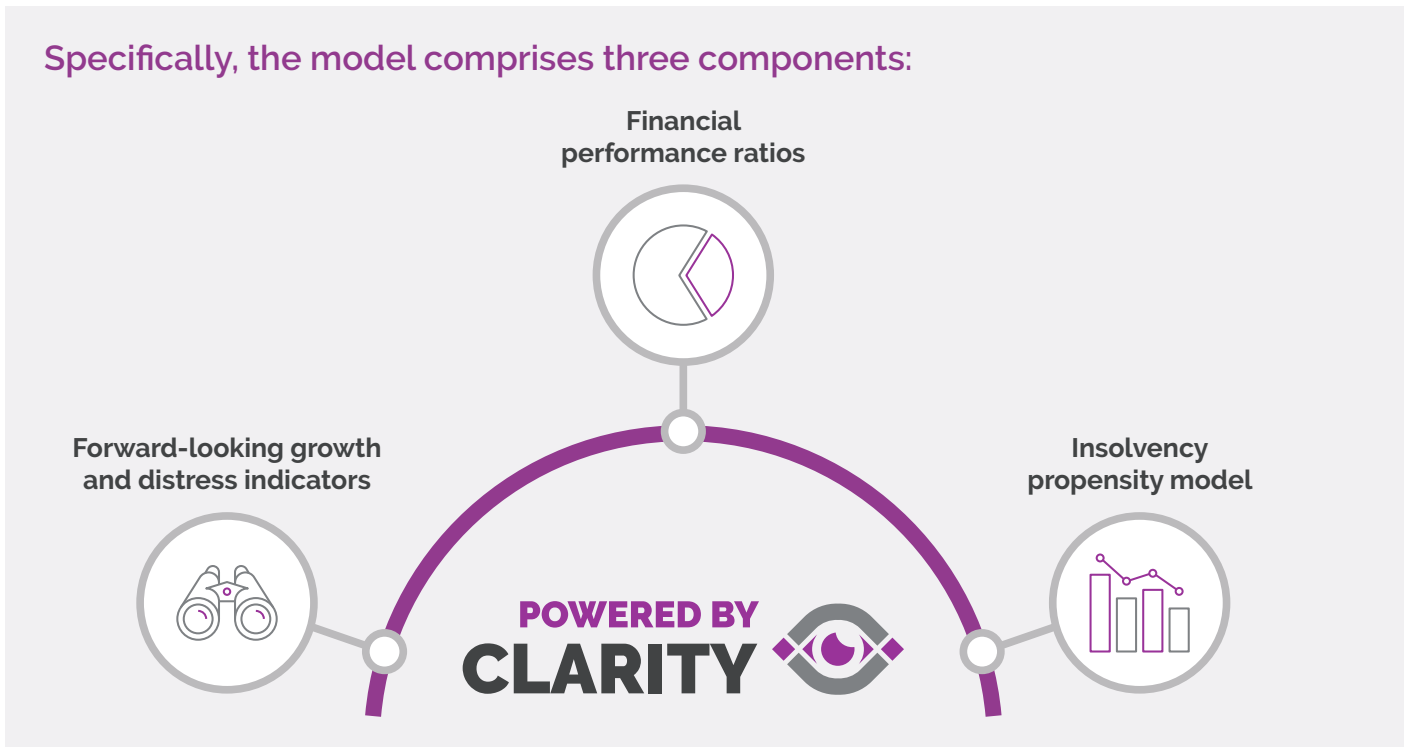 Specifically, the model comprises three components:
Financial
performance ratios
Forward-looking growth
and distress indicators
Insolvency
propensity model
POWERED BY
CLARITY